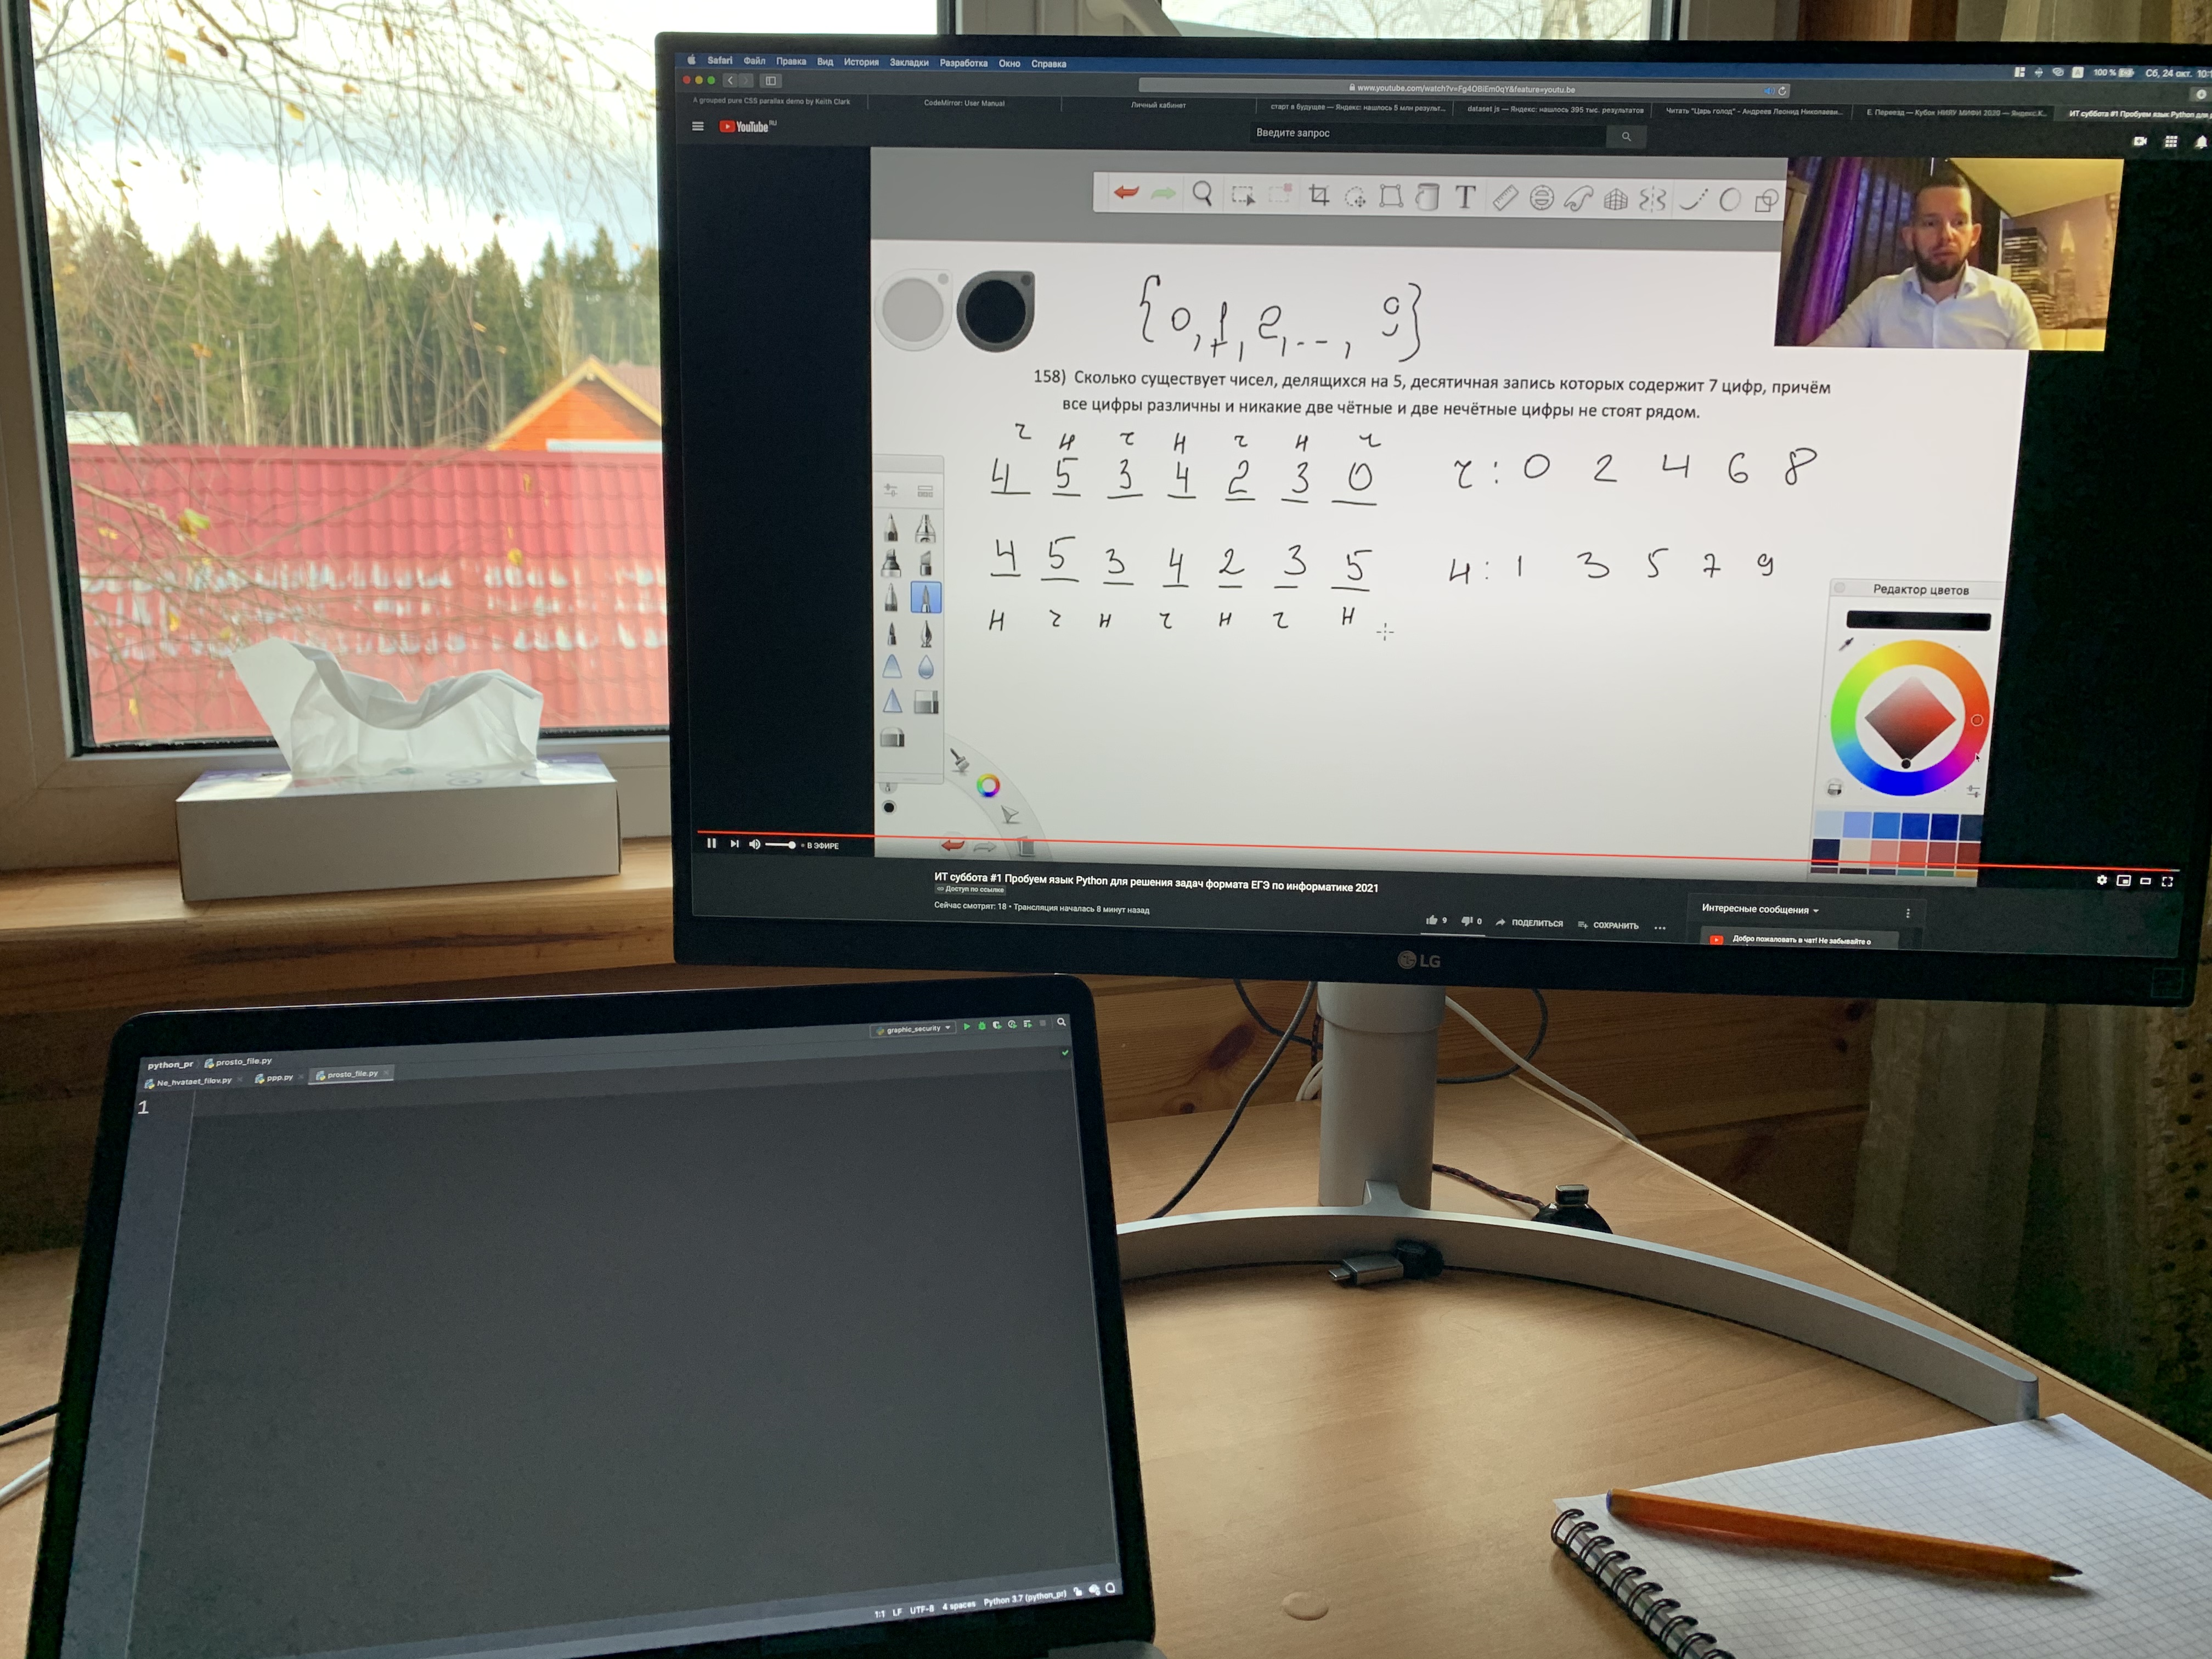 Safari Файл Правка Вид История Закладки Разработка Окно Справка
100 % Сб, 24 окт.
www.youtube.com/watch?v=Fg4OBiEm0qY&feature=youtu.be
A grouped pure CSS parallax demo by Keith Clark
CodeMirror: User Manual
Личный кабинет
старт в будущее — Яндекс: нашлось 5 млн результ...
dataset js — Яндекс: нашлось 395 тыс. результатов
Читать "Царь голод" - Андреев Леонид Николаеви...
Е. Переезд — Кубок НИЯУ МИФИ 2020 — Яндекс.К...
ИТ суббота #1 Пробуем язык Python для
YouTube RU
Введите запрос
T
{0, 1, 2, ..., 9}
158) Сколько существует чисел, делящихся на 5, десятичная запись которых содержит 7 цифр, причём
все цифры различны и никакие две чётные и две нечётные цифры не стоят рядом.
ч н ч н ч н ч
4 5 3 4 2 3 0
ч: 0 2 4 6 8
4 5 3 4 2 3 5
н: 1 3 5 7 9
н ч н ч н ч н
Редактор цветов
В ЭФИРЕ
ИТ суббота #1 Пробуем язык Python для решения задач формата ЕГЭ по информатике 2021
Доступ по ссылке
Сейчас смотрят: 18 • Трансляция началась 8 минут назад
9 0 ПОДЕЛИТЬСЯ СОХРАНИТЬ ...
Интересные сообщения
Добро пожаловать в чат! Не забывайте о
LG
graphic_security
python_pr prosto_file.py
Ne_hvataet_filov.py ppp.py prosto_file.py
1
1:1 LF UTF-8 4 spaces Python 3.7 (python_pr)